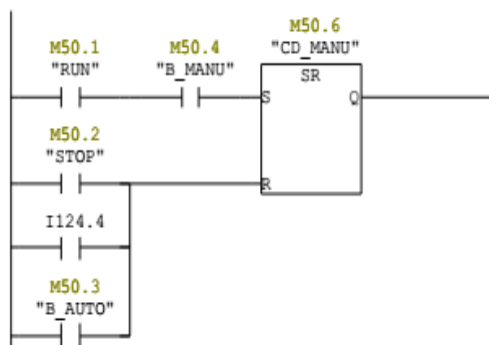 M50.6
M50.1 M50.4 "CD_MANU"
"RUN" "B_MANU" SR
S Q
M50.2
"STOP"
R
I124.4
M50.3
"B_AUTO"